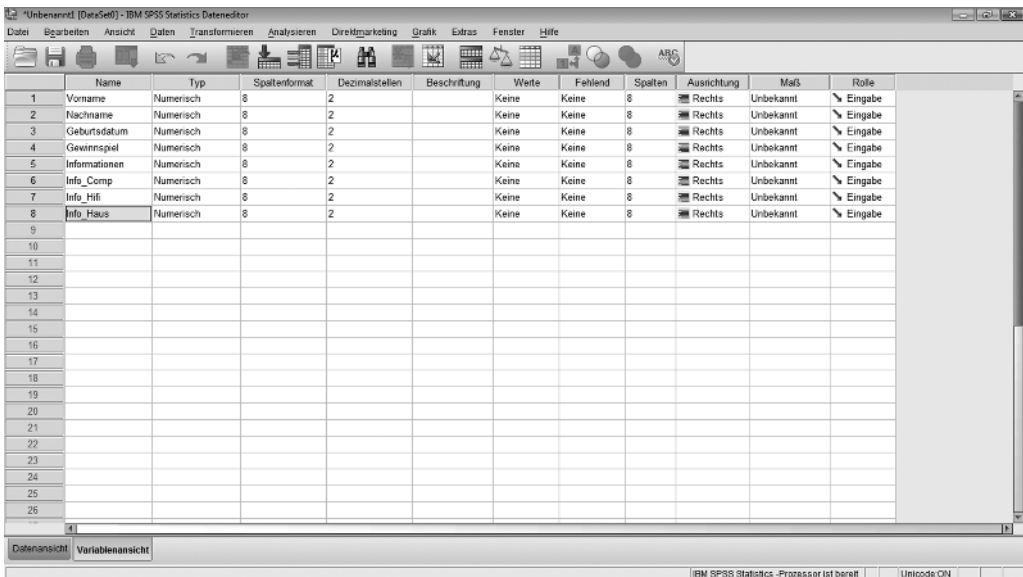 *Unbenannt1 [DataSet0] - IBM SPSS Statistics Dateneditor
Datei Bearbeiten Ansicht Daten Transformieren Analysieren Direktmarketing Grafik Extras Fenster Hilfe
ABC
Name Typ Spaltenformat Dezimalstellen Beschriftung Werte Fehlend Spalten Ausrichtung Maß Rolle
1 Vorname Numerisch 8 2 Keine Keine 8 Rechts Unbekannt Eingabe
2 Nachname Numerisch 8 2 Keine Keine 8 Rechts Unbekannt Eingabe
3 Geburtsdatum Numerisch 8 2 Keine Keine 8 Rechts Unbekannt Eingabe
4 Gewinnspiel Numerisch 8 2 Keine Keine 8 Rechts Unbekannt Eingabe
5 Informationen Numerisch 8 2 Keine Keine 8 Rechts Unbekannt Eingabe
6 Info_Comp Numerisch 8 2 Keine Keine 8 Rechts Unbekannt Eingabe
7 Info_Hifi Numerisch 8 2 Keine Keine 8 Rechts Unbekannt Eingabe
8 Info_Haus Numerisch 8 2 Keine Keine 8 Rechts Unbekannt Eingabe
9
10
11
12
13
14
15
16
17
18
19
20
21
22
23
24
25
26
Datenansicht Variablenansicht
IBM SPSS Statistics -Prozessor ist bereit Unicode:ON